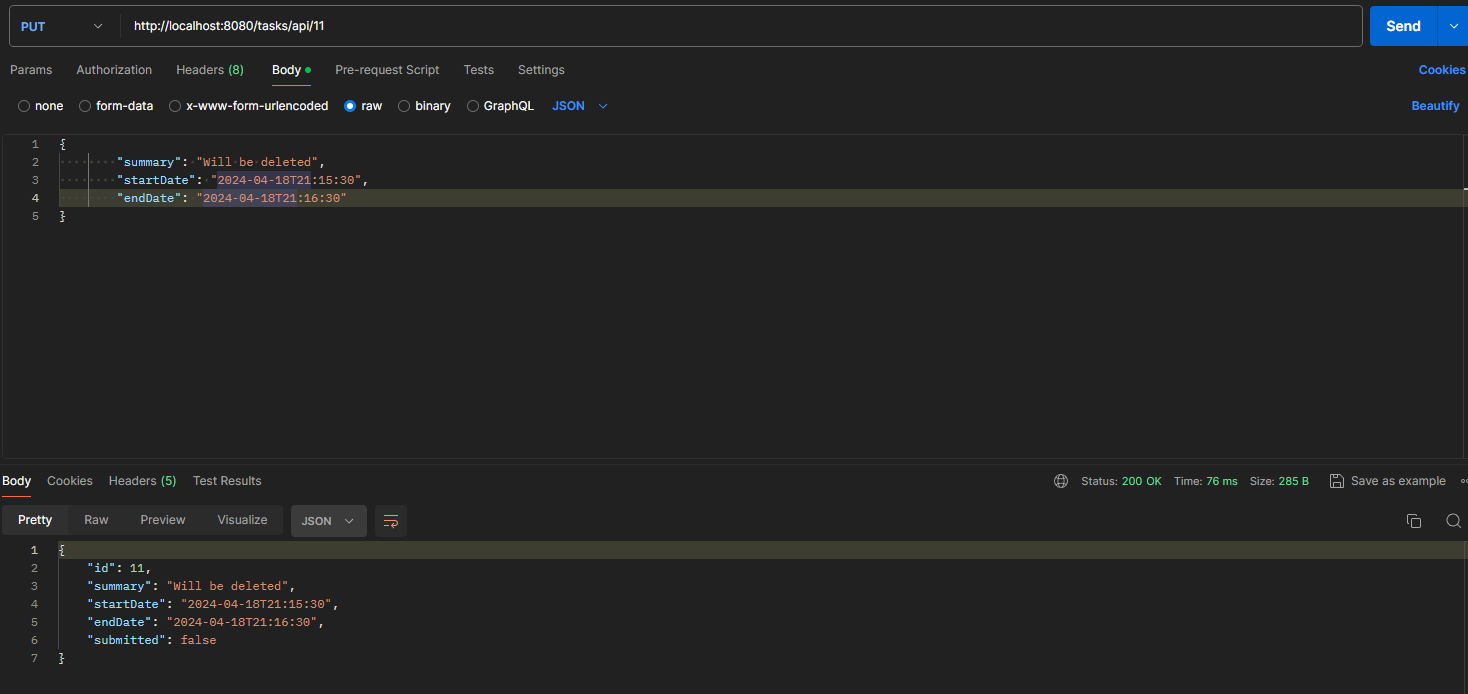 PUT http://localhost:8080/tasks/api/11 Send
Params Authorization Headers (8) Body Pre-request Script Tests Settings Cookies
none form-data x-www-form-urlencoded raw binary GraphQL JSON Beautify
1 {
2 "summary": "Will be deleted",
3 "startDate": "2024-04-18T21:15:30",
4 "endDate": "2024-04-18T21:16:30"
5 }
Body Cookies Headers (5) Test Results Status: 200 OK Time: 76 ms Size: 285 B Save as example
Pretty Raw Preview Visualize JSON
1 {
2 "id": 11,
3 "summary": "Will be deleted",
4 "startDate": "2024-04-18T21:15:30",
5 "endDate": "2024-04-18T21:16:30",
6 "submitted": false
7 }